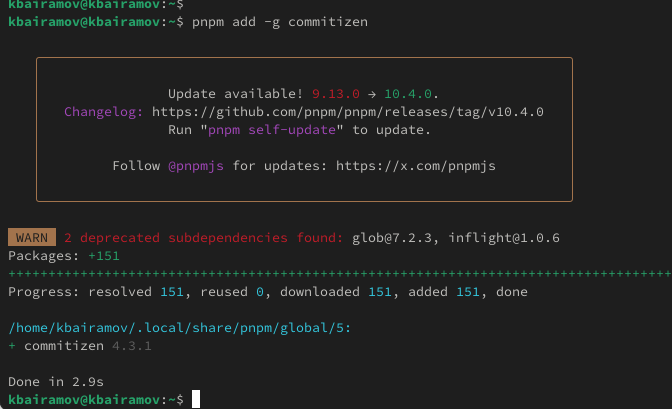 kbairamov@kbairamov:~$
kbairamov@kbairamov:~$ pnpm add -g commitizen
Update available! 9.13.0 → 10.4.0.
Changelog: https://github.com/pnpm/pnpm/releases/tag/v10.4.0
Run "pnpm self-update" to update.
Follow @pnpmjs for updates: https://x.com/pnpmjs
WARN 2 deprecated subdependencies found: glob@7.2.3, inflight@1.0.6
Packages: +151
+++++++++++++++++++++++++++++++++++++++++++++++++++++++++++++++++++++++++++++++++++
Progress: resolved 151, reused 0, downloaded 151, added 151, done
/home/kbairamov/.local/share/pnpm/global/5:
+ commitizen 4.3.1
Done in 2.9s
kbairamov@kbairamov:~$